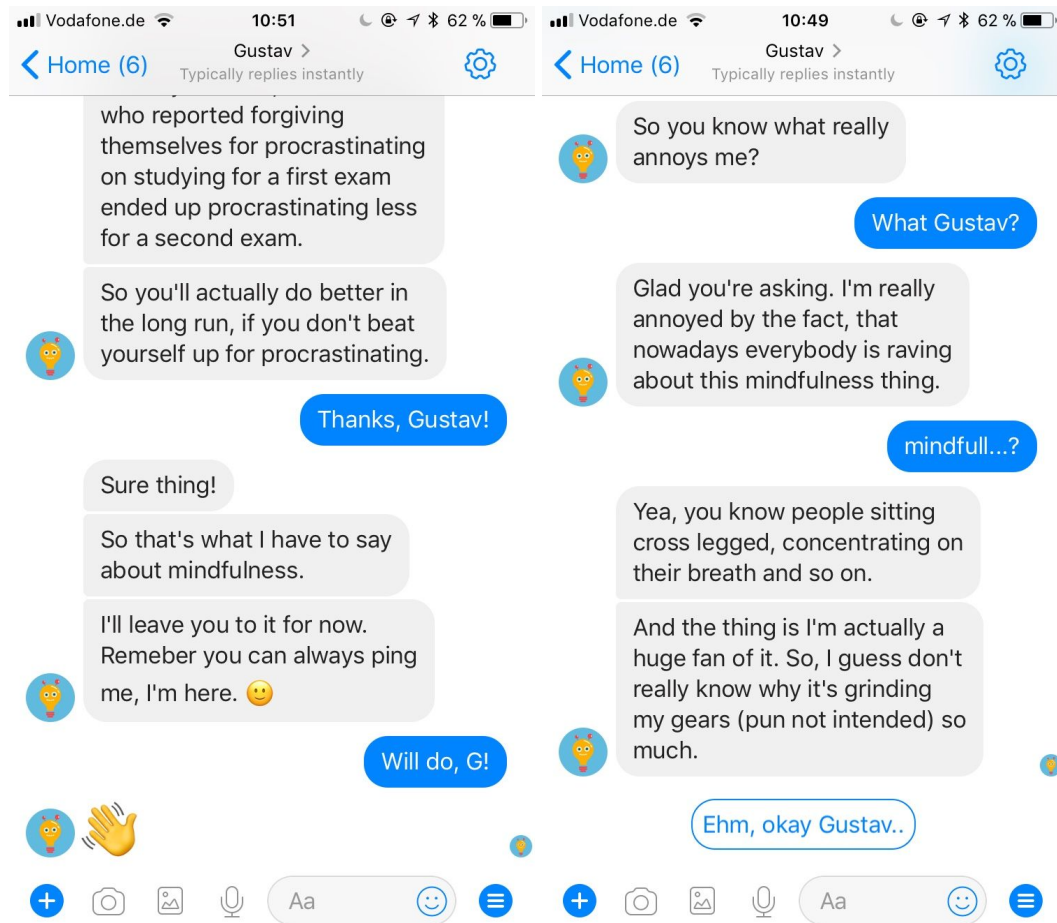 Vodafone.de 10:51 62 %
Home (6)
Gustav >
Typically replies instantly
who reported forgiving
themselves for procrastinating
on studying for a first exam
ended up procrastinating less
for a second exam.
So you'll actually do better in
the long run, if you don't beat
yourself up for procrastinating.
Thanks, Gustav!
Sure thing!
So that's what I have to say
about mindfulness.
I'll leave you to it for now.
Remeber you can always ping
me, I'm here. 🙂
Will do, G!
Aa
Vodafone.de 10:49 62 %
Home (6)
Gustav >
Typically replies instantly
So you know what really
annoys me?
What Gustav?
Glad you're asking. I'm really
annoyed by the fact, that
nowadays everybody is raving
about this mindfulness thing.
mindfull...?
Yea, you know people sitting
cross legged, concentrating on
their breath and so on.
And the thing is I'm actually a
huge fan of it. So, I guess don't
really know why it's grinding
my gears (pun not intended) so
much.
Ehm, okay Gustav..
Aa